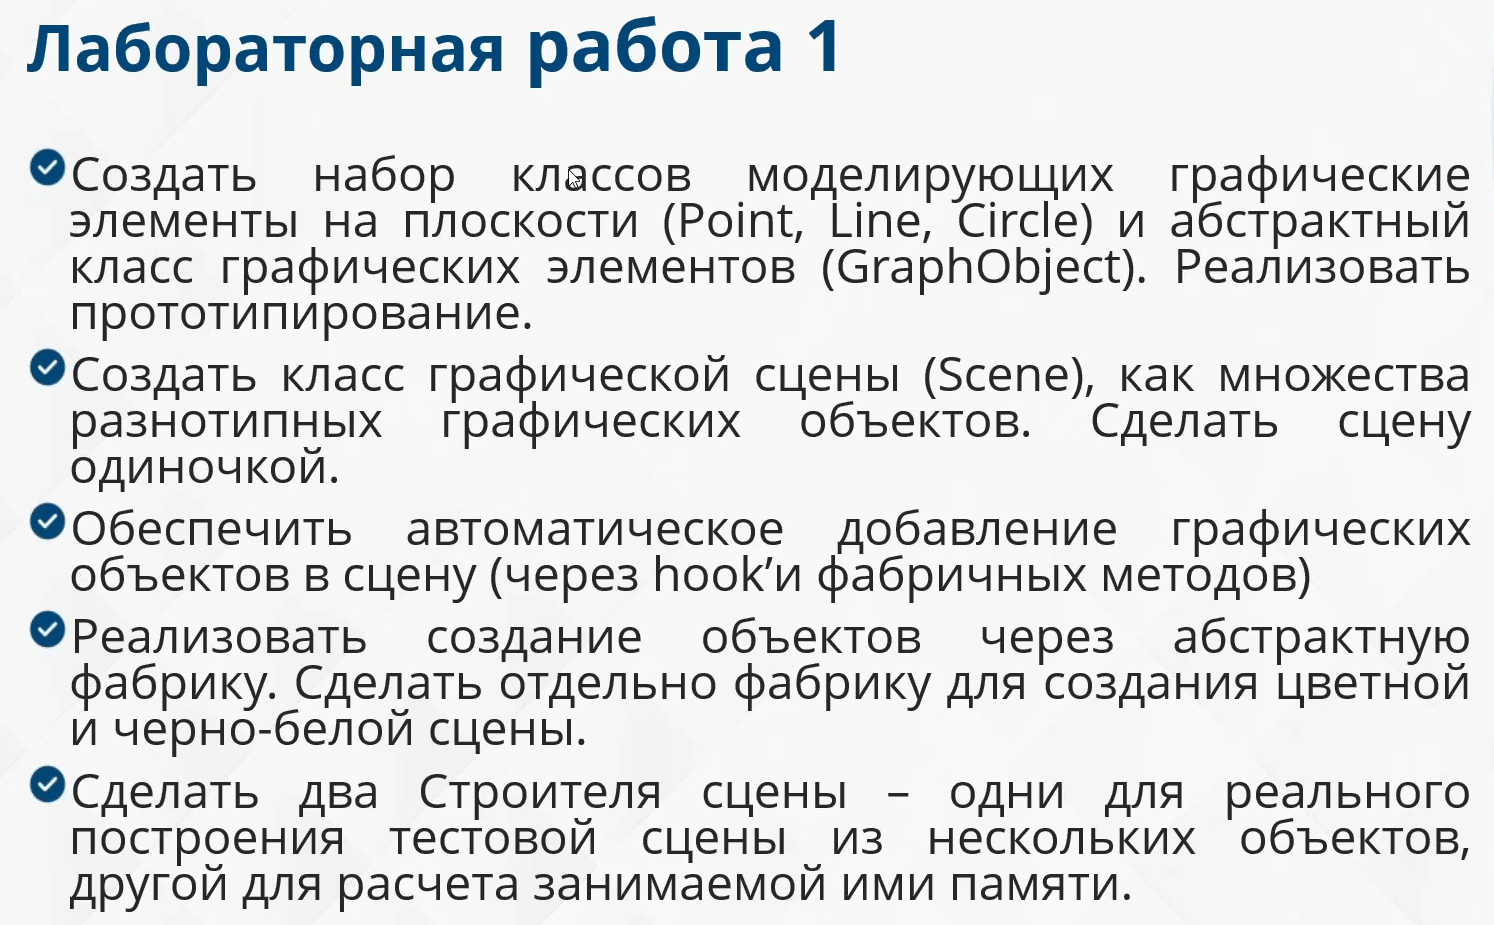 Лабораторная работа 1
Создать набор классов моделирующих графические
элементы на плоскости (Point, Line, Circle) и абстрактный
класс графических элементов (GraphObject). Реализовать
прототипирование.
Создать класс графической сцены (Scene), как множества
разнотипных графических объектов. Сделать сцену
одиночкой.
Обеспечить автоматическое добавление графических
объектов в сцену (через hook’и фабричных методов)
Реализовать создание объектов через абстрактную
фабрику. Сделать отдельно фабрику для создания цветной
и черно-белой сцены.
Сделать два Строителя сцены – одни для реального
построения тестовой сцены из нескольких объектов,
другой для расчета занимаемой ими памяти.